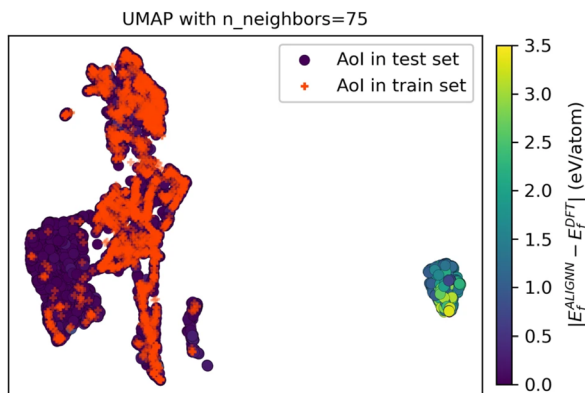 UMAP with n_neighbors=75
AoI in test set
AoI in train set
3.5
3.0
2.5
2.0
1.5
1.0
0.5
0.0
|E_f^{ALIGNN} − E_f^{DFT}| (eV/atom)